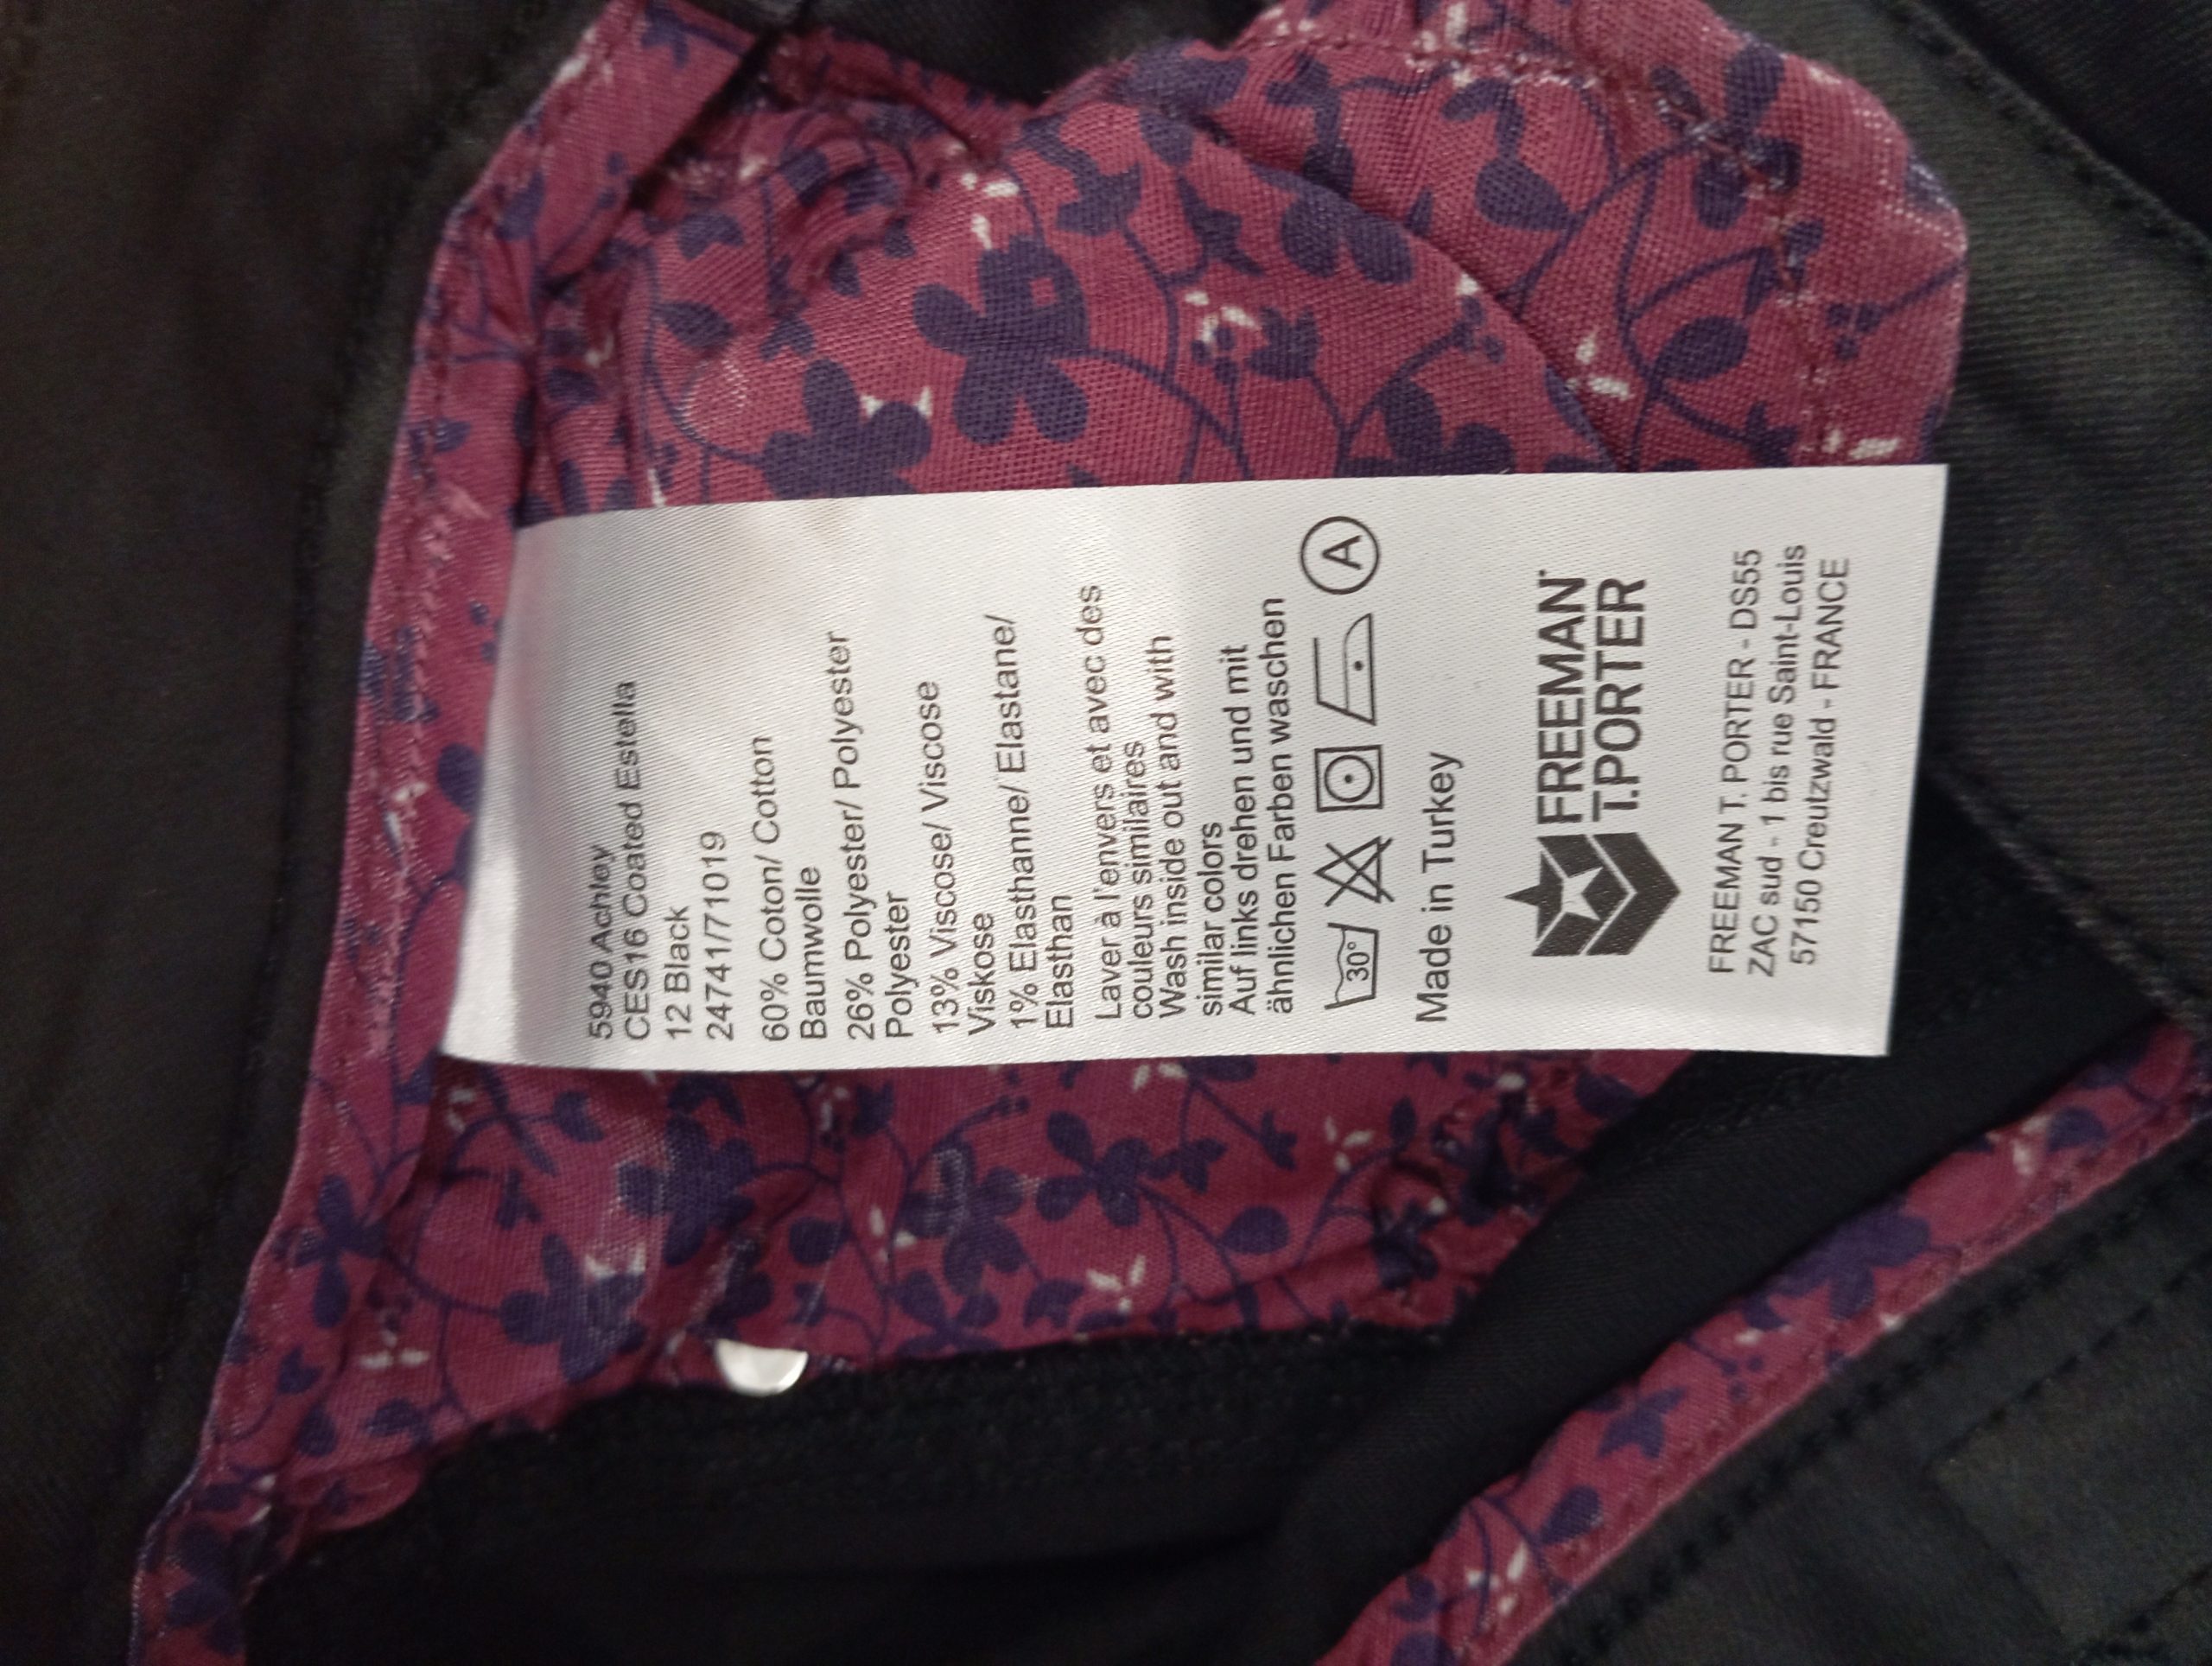 5940 Achley
CES16 Coated Estella
12 Black
24741/71019
60% Coton/ Cotton
Baumwolle
26% Polyester/ Polyester
Polyester
13% Viscose/ Viscose
Viskose
1% Elasthanne/ Elastane/
Elasthan
Laver à l'envers et avec des
couleurs similaires
Wash inside out and with
similar colors
Auf links drehen und mit
ähnlichen Farben waschen
30° A
Made in Turkey
FREEMAN
T.PORTER
FREEMAN T. PORTER - DS55
ZAC sud - 1 bis rue Saint-Louis
57150 Creutzwald - FRANCE